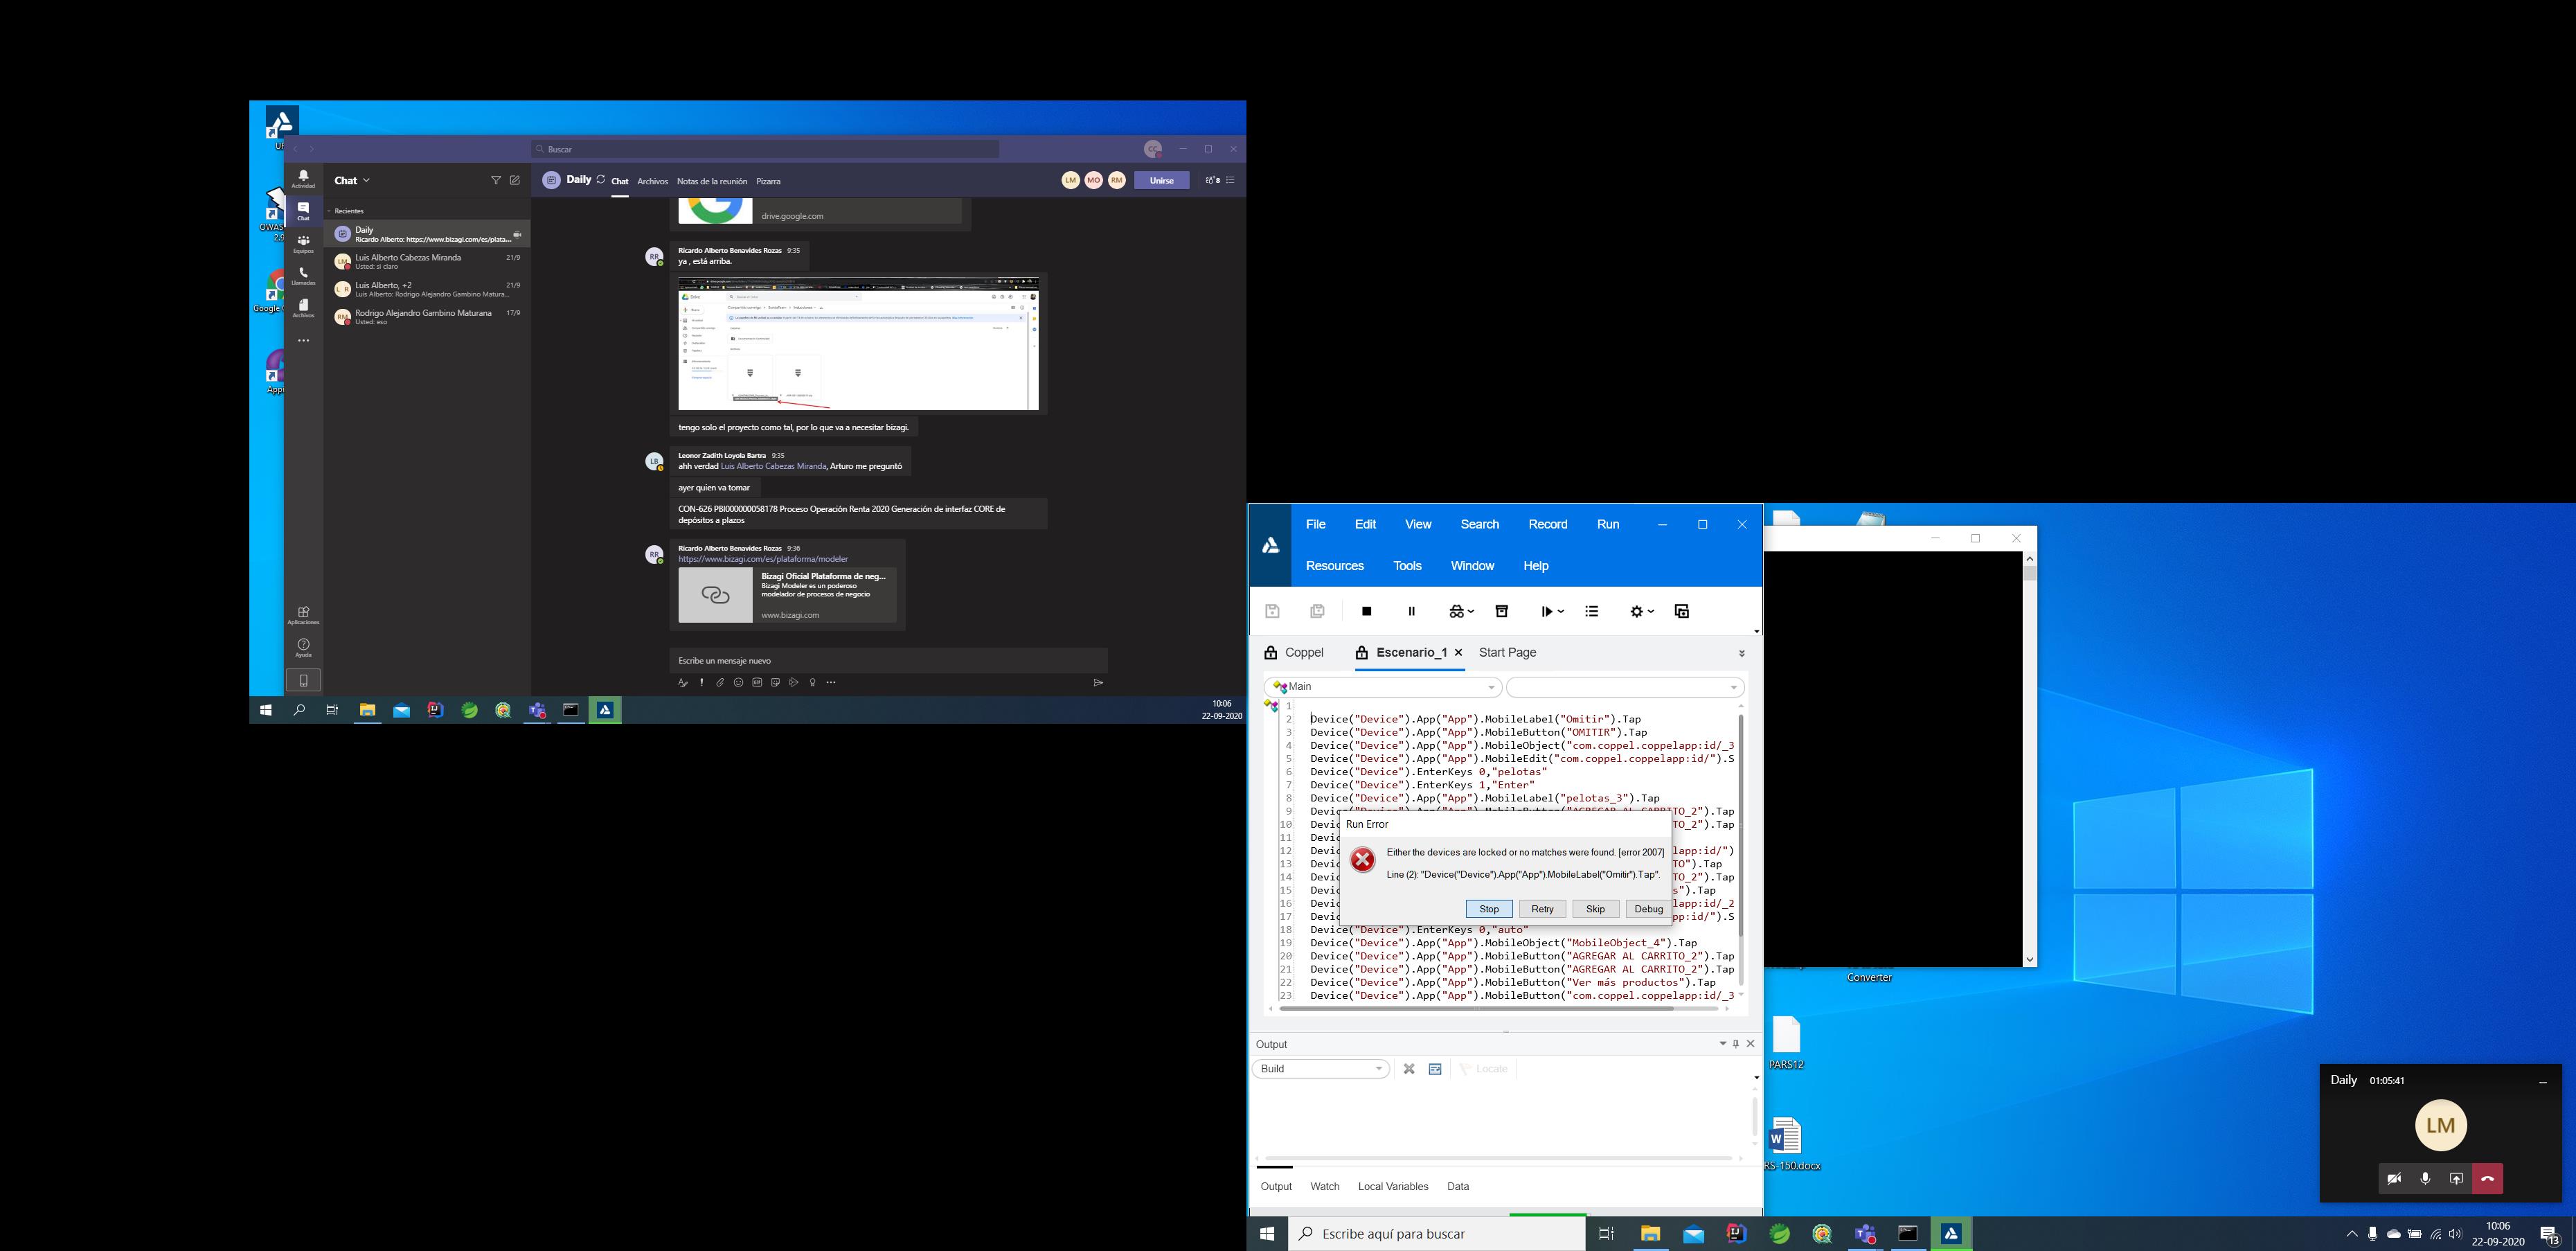 Buscar
CC
Actividad
Chat
Equipos
Llamadas
Archivos
Aplicaciones
Ayuda
Chat
Recientes
Daily
Ricardo Alberto: https://www.bizagi.com/es/plata...
Luis Alberto Cabezas Miranda 21/9
Usted: si claro
Luis Alberto, +2 21/9
Luis Alberto: Rodrigo Alejandro Gambino Matura...
Rodrigo Alejandro Gambino Maturana 17/9
Usted: eso
Daily Chat Archivos Notas de la reunión Pizarra
LM MO RM Unirse 8
drive.google.com
Ricardo Alberto Benavides Rozas 9:35
ya , está arriba.
tengo solo el proyecto como tal, por lo que va a necesitar bizagi.
Leonor Zadith Loyola Bartra 9:35
ahh verdad Luis Alberto Cabezas Miranda, Arturo me preguntó
ayer quien va tomar
CON-626 PBI000000058178 Proceso Operación Renta 2020 Generación de interfaz CORE de
depósitos a plazos
Ricardo Alberto Benavides Rozas 9:36
https://www.bizagi.com/es/plataforma/modeler
Bizagi Oficial Plataforma de neg...
Bizagi Modeler es un poderoso
modelador de procesos de negocio
www.bizagi.com
Escribe un mensaje nuevo
10:06
22-09-2020
File Edit View Search Record Run
Resources Tools Window Help
Coppel Escenario_1 Start Page
Main
1
2 Device("Device").App("App").MobileLabel("Omitir").Tap
3 Device("Device").App("App").MobileButton("OMITIR").Tap
4 Device("Device").App("App").MobileObject("com.coppel.coppelapp:id/_3
5 Device("Device").App("App").MobileEdit("com.coppel.coppelapp:id/").S
6 Device("Device").EnterKeys 0,"pelotas"
7 Device("Device").EnterKeys 1,"Enter"
8 Device("Device").App("App").MobileLabel("pelotas_3").Tap
9 Device("Device").App("App").MobileButton("AGREGAR AL CARRITO_2").Tap
10 Devic TO_2").Tap
11 Devic
12 Devic lapp:id/")
13 Devic TO").Tap
14 Devic TO_2").Tap
15 Devic s").Tap
16 Devic lapp:id/_2
17 Devic pp:id/").S
18 Device("Device").EnterKeys 0,"auto"
19 Device("Device").App("App").MobileObject("MobileObject_4").Tap
20 Device("Device").App("App").MobileButton("AGREGAR AL CARRITO_2").Tap
21 Device("Device").App("App").MobileButton("AGREGAR AL CARRITO_2").Tap
22 Device("Device").App("App").MobileButton("Ver más productos").Tap
23 Device("Device").App("App").MobileButton("com.coppel.coppelapp:id/_3
Run Error
Either the devices are locked or no matches were found. [error 2007]
Line (2): "Device("Device").App("App").MobileLabel("Omitir").Tap".
Stop Retry Skip Debug
Output
Build Locate
Output Watch Local Variables Data
Converter
PARS12
RS-150.docx
Daily 01:05:41
LM
Escribe aquí para buscar
10:06
22-09-2020
13